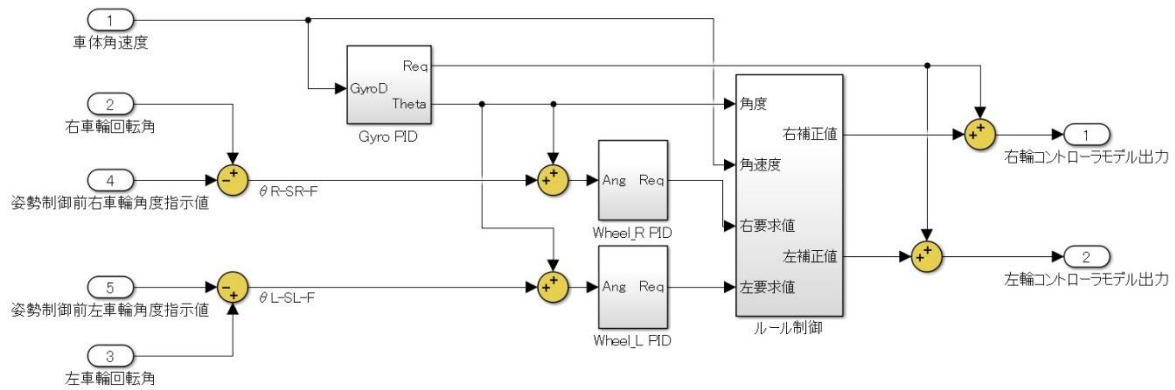 1
車体角速度
Req
GyroD
Theta
Gyro PID
2
右車輪回転角
角度
右補正値
1
右輪コントローラモデル出力
角速度
4
姿勢制御前右車輪角度指示値
θR-SR-F
Ang Req
Wheel_R PID
右要求値
左補正値
2
左輪コントローラモデル出力
5
姿勢制御前左車輪角度指示値
θL-SL-F
Ang Req
Wheel_L PID
左要求値
ルール制御
3
左車輪回転角